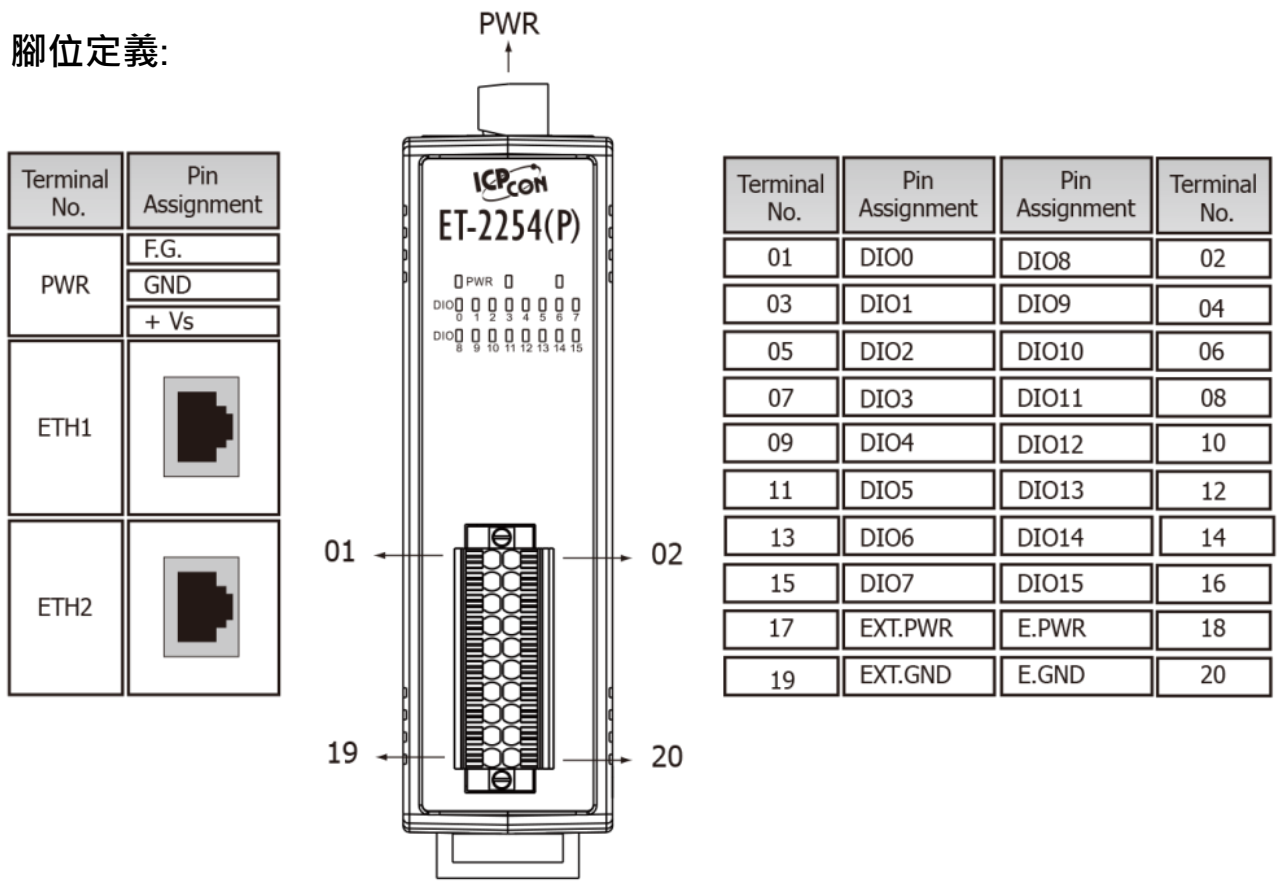 腳位定義:
PWR
Terminal No. Pin Assignment
PWR F.G.
GND
+ Vs
ETH1
ETH2
ICPCON
ET-2254(P)
PWR
DIO
0 1 2 3 4 5 6 7
DIO
8 9 10 11 12 13 14 15
01 02
19 20
Terminal No. Pin Assignment Pin Assignment Terminal No.
01 DIO0 DIO8 02
03 DIO1 DIO9 04
05 DIO2 DIO10 06
07 DIO3 DIO11 08
09 DIO4 DIO12 10
11 DIO5 DIO13 12
13 DIO6 DIO14 14
15 DIO7 DIO15 16
17 EXT.PWR E.PWR 18
19 EXT.GND E.GND 20